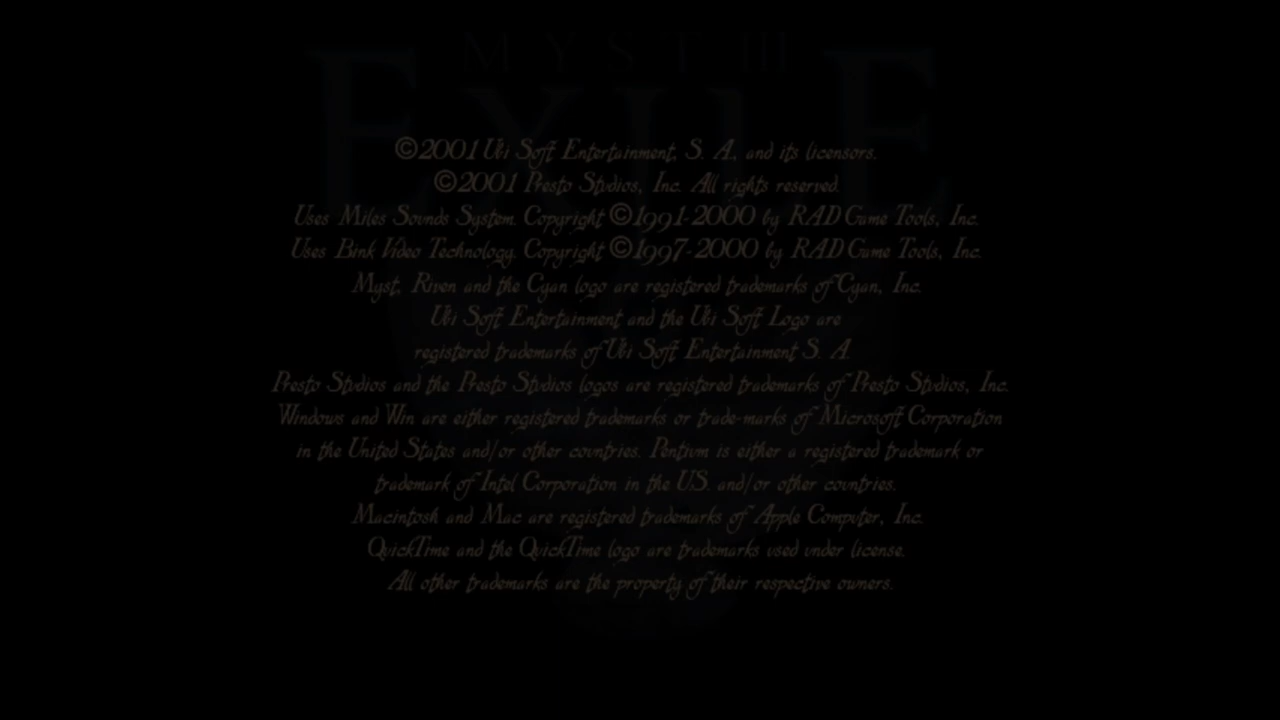 MYST III
EXILE
©2001 Ubi Soft Entertainment, S. A., and its licensors.
©2001 Presto Studios, Inc. All rights reserved.
Uses Miles Sounds System. Copyright ©1991-2000 by RAD Game Tools, Inc.
Uses Bink Video Technology. Copyright ©1997-2000 by RAD Game Tools, Inc.
Myst, Riven and the Cyan logo are registered trademarks of Cyan, Inc.
Ubi Soft Entertainment and the Ubi Soft Logo are
registered trademarks of Ubi Soft Entertainment S. A.
Presto Studios and the Presto Studios logos are registered trademarks of Presto Studios, Inc.
Windows and Win are either registered trademarks or trade-marks of Microsoft Corporation
in the United States and/or other countries. Pentium is either a registered trademark or
trademark of Intel Corporation in the U.S. and/or other countries.
Macintosh and Mac are registered trademarks of Apple Computer, Inc.
QuickTime and the QuickTime logo are trademarks used under license.
All other trademarks are the property of their respective owners.